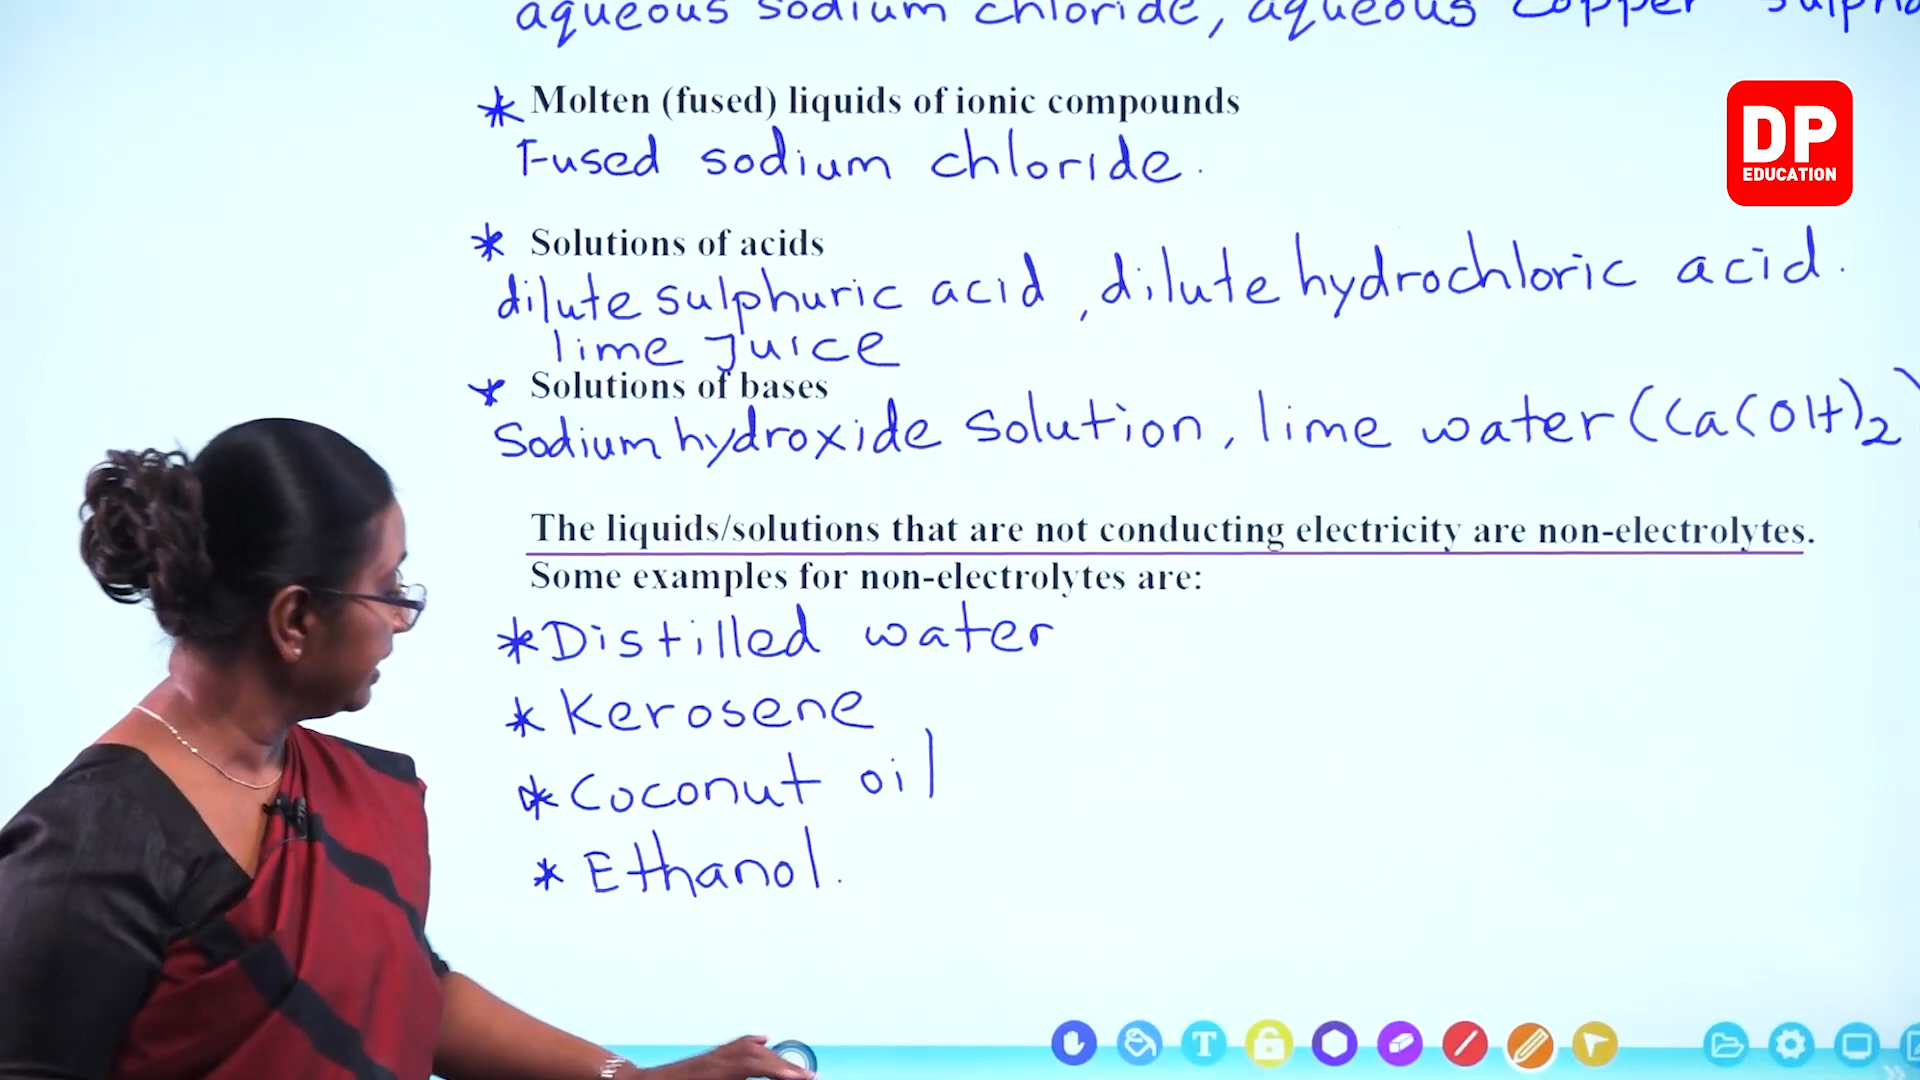 aqueous sodium chloride, aqueous copper
* Molten (fused) liquids of ionic compounds
Fused sodium chloride.
DP
EDUCATION
* Solutions of acids
dilute sulphuric acid, dilute hydrochloric acid.
lime Juice
* Solutions of bases
Sodium hydroxide solution, lime water (Ca(OH)2)
The liquids/solutions that are not conducting electricity are non-electrolytes.
Some examples for non-electrolytes are:
* Distilled water
* Kerosene
* Coconut oil
* Ethanol.
T